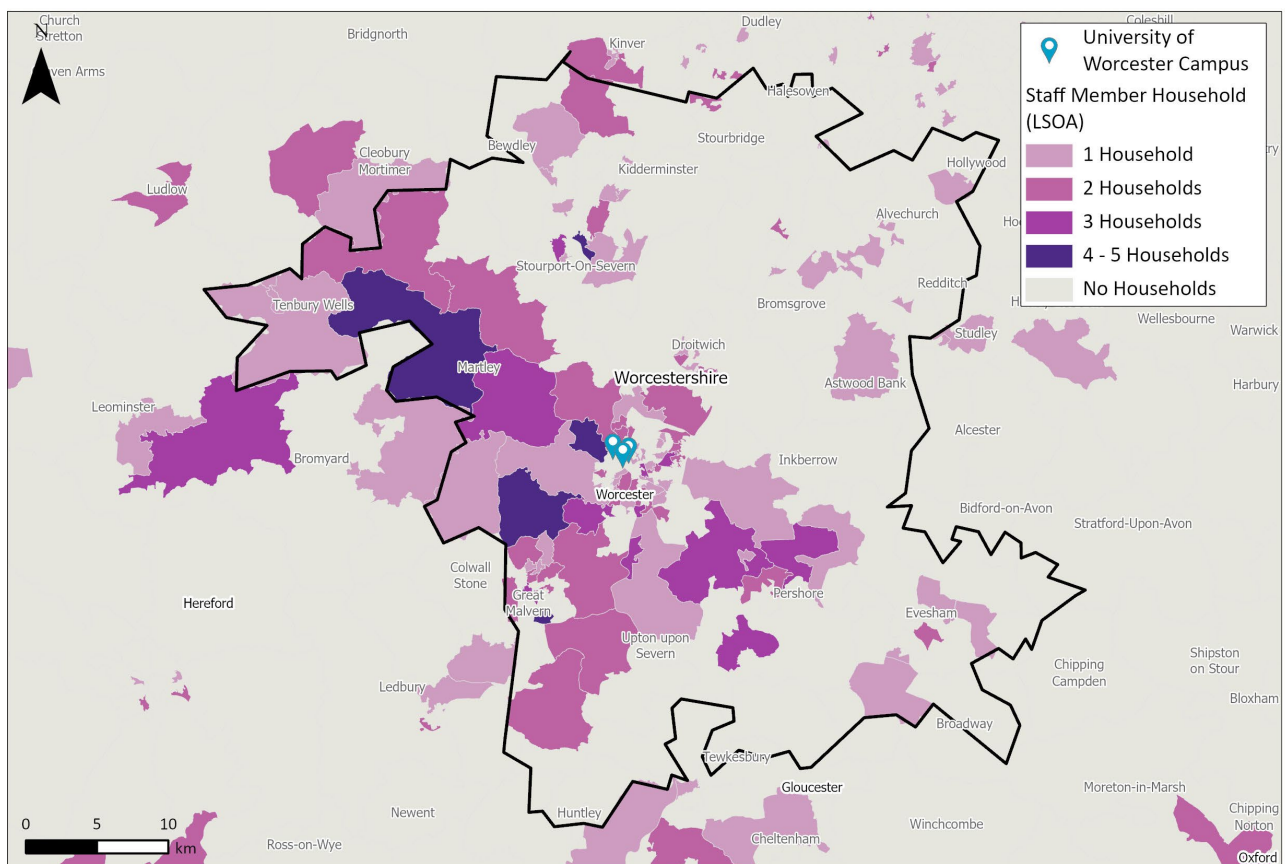 Church
Stretton
N
Bridgnorth
Dudley
Coleshill
Kinver
ven Arms
Halesowen
Stourbridge
Bewdley
Cleobury
Mortimer
Kidderminster
Ludlow
Hollywood
Alvechurch
Stourport-On-Severn
Redditch
Bromsgrove
Tenbury Wells
Wellesbourne
Warwick
Studley
Droitwich
Martley
Worcestershire
Astwood Bank
Harbury
Leominster
Alcester
Bromyard
Inkberrow
Worcester
Bidford-on-Avon
Stratford-Upon-Avon
Colwall
Stone
Great
Malvern
Pershore
Hereford
Evesham
Upton upon
Severn
Shipston
on Stour
Chipping
Campden
Ledbury
Bloxham
Broadway
Tewkesbury
Gloucester
Moreton-in-Marsh
Newent
Huntley
Winchcombe
Chipping
Norton
Ross-on-Wye
Cheltenham
Oxford
0 5 10
km
University of
Worcester Campus
Staff Member Household
(LSOA)
1 Household
2 Households
3 Households
4 - 5 Households
No Households